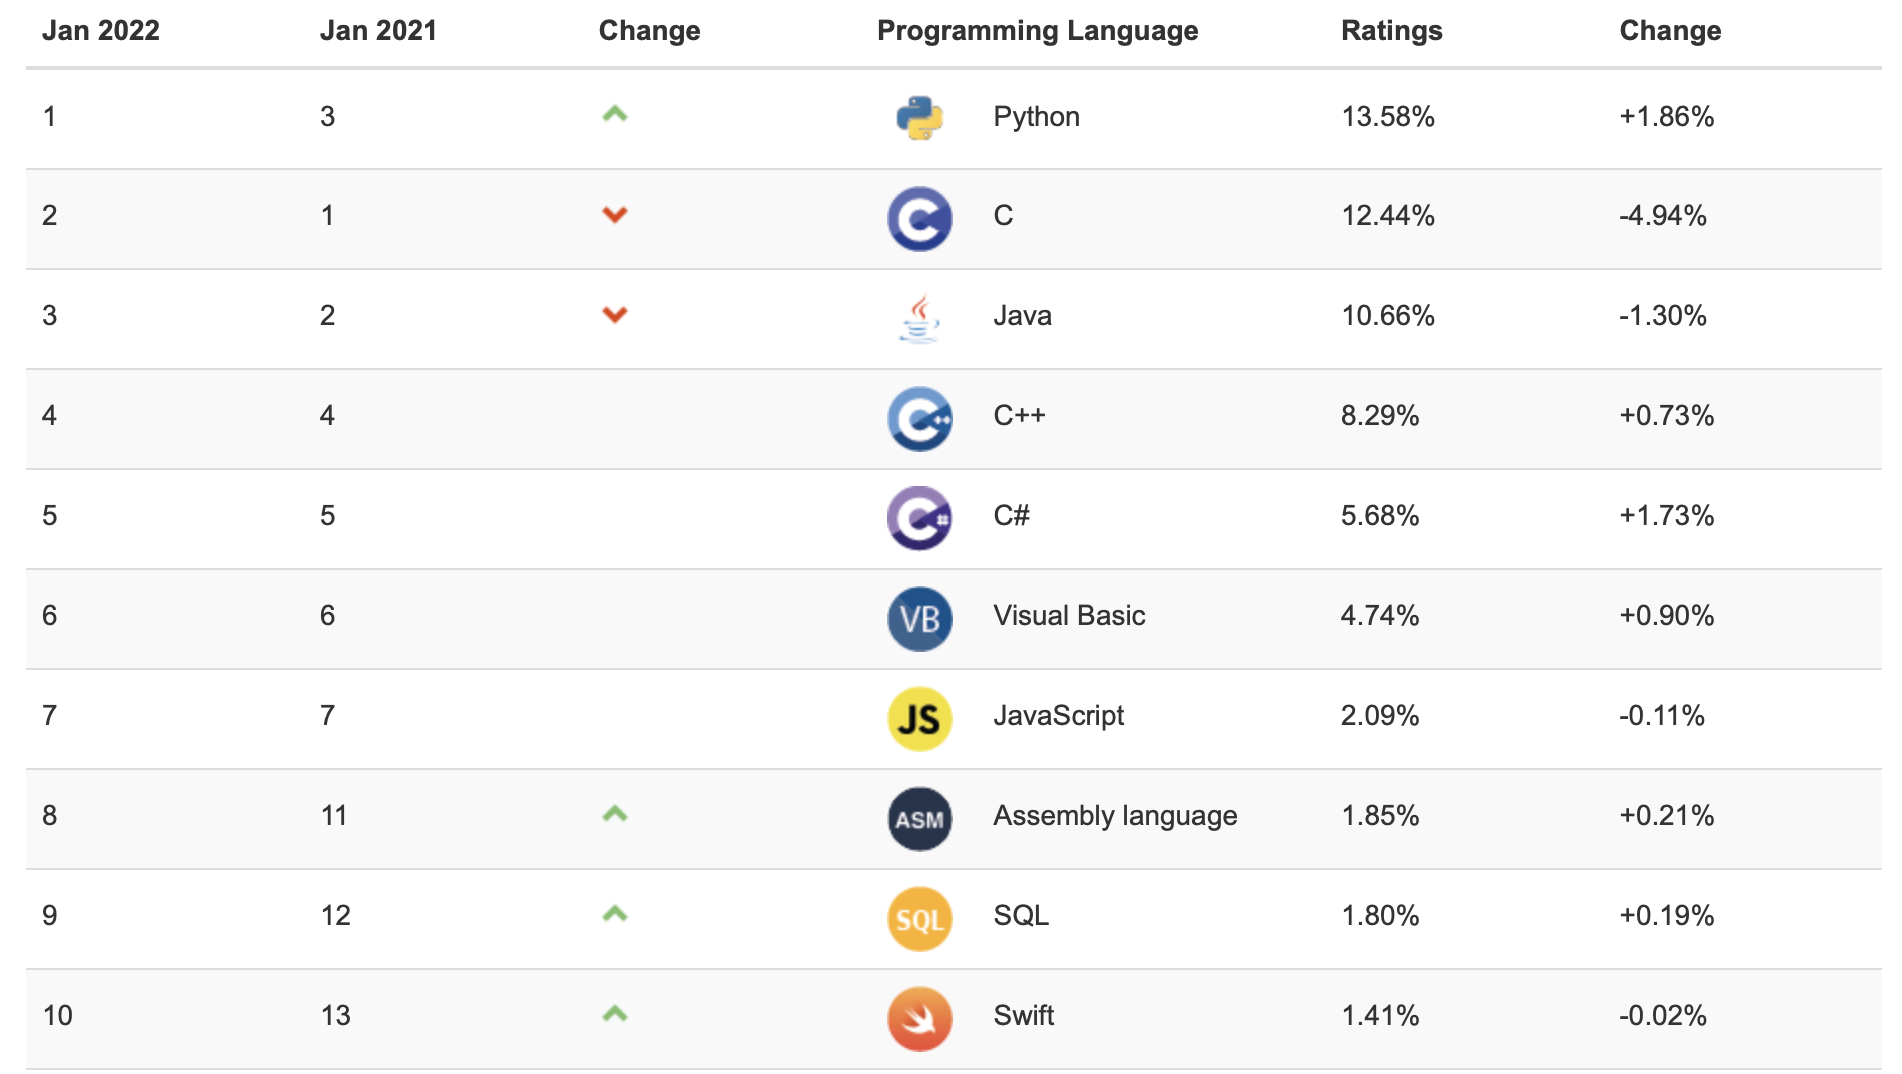 Jan 2022 Jan 2021 Change Programming Language Ratings Change
1 3 Python 13.58% +1.86%
2 1 C C 12.44% -4.94%
3 2 Java 10.66% -1.30%
4 4 C++ C++ 8.29% +0.73%
5 5 C# C# 5.68% +1.73%
6 6 VB Visual Basic 4.74% +0.90%
7 7 JS JavaScript 2.09% -0.11%
8 11 ASM Assembly language 1.85% +0.21%
9 12 SQL SQL 1.80% +0.19%
10 13 Swift 1.41% -0.02%